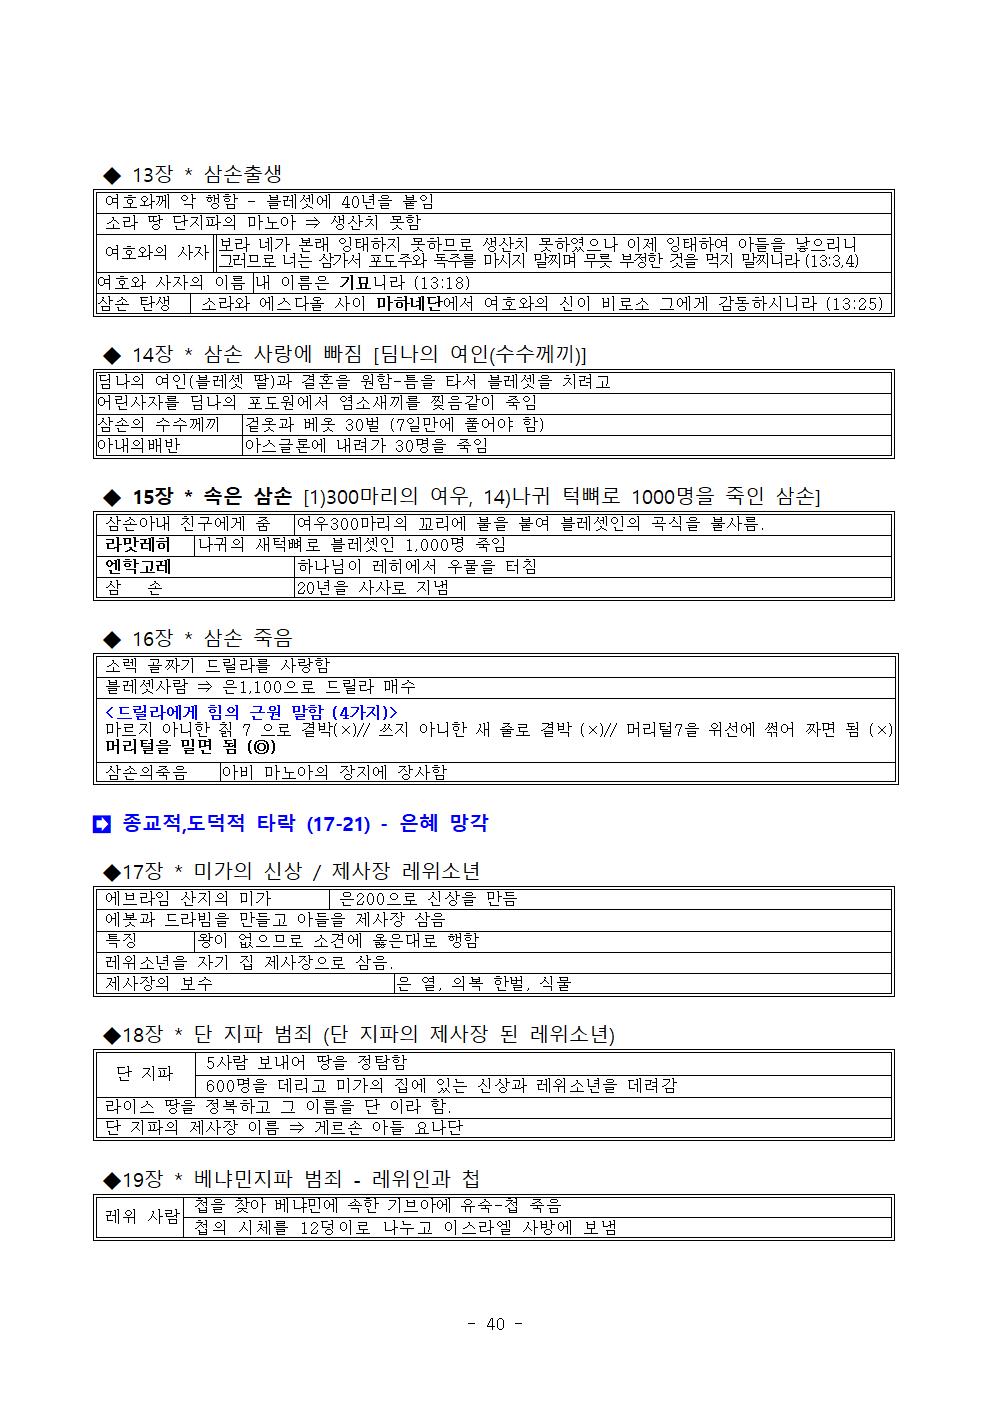 ◆ 13장 * 삼손출생
여호와께 악 행함 - 블레셋에 40년을 붙임
소라 땅 단지파의 마노아 ⇒ 생산치 못함
여호와의 사자 보라 네가 본래 잉태하지 못하므로 생산치 못하였으나 이제 잉태하여 아들을 낳으리니
그러므로 너는 삼가서 포도주와 독주를 마시지 말찌며 무릇 부정한 것을 먹지 말찌니라 (13:3,4)
여호와 사자의 이름 내 이름은 기묘니라 (13:18)
삼손 탄생 소라와 에스다올 사이 마하네단에서 여호와의 신이 비로소 그에게 감동하시니라 (13:25)
◆ 14장 * 삼손 사랑에 빠짐 [딤나의 여인(수수께끼)]
딤나의 여인(블레셋 딸)과 결혼을 원함-틈을 타서 블레셋을 치려고
어린사자를 딤나의 포도원에서 염소새끼를 찢음같이 죽임
삼손의 수수께끼 겉옷과 베옷 30벌 (7일만에 풀어야 함)
아내의배반 아스글론에 내려가 30명을 죽임
◆ 15장 * 속은 삼손 [1)300마리의 여우, 14)나귀 턱뼈로 1000명을 죽인 삼손]
삼손아내 친구에게 줌 여우300마리의 꼬리에 불을 붙여 블레셋인의 곡식을 불사름.
라맛레히 나귀의 새턱뼈로 블레셋인 1,000명 죽임
엔학고레 하나님이 레히에서 우물을 터침
삼 손 20년을 사사로 지냄
◆ 16장 * 삼손 죽음
소렉 골짜기 드릴라를 사랑함
블레셋사람 ⇒ 은1,100으로 드릴라 매수
<드릴라에게 힘의 근원 말함 (4가지)>
마르지 아니한 칡 7 으로 결박(×)// 쓰지 아니한 새 줄로 결박 (×)// 머리털7을 위선에 섞어 짜면 됨 (×)
머리털을 밀면 됨 (◎)
삼손의죽음 아비 마노아의 장지에 장사함
➡ 종교적,도덕적 타락 (17-21) - 은혜 망각
◆17장 * 미가의 신상 / 제사장 레위소년
에브라임 산지의 미가 은200으로 신상을 만듬
에봇과 드라빔을 만들고 아들을 제사장 삼음
특징 왕이 없으므로 소견에 옳은대로 행함
레위소년을 자기 집 제사장으로 삼음.
제사장의 보수 은 열, 의복 한벌, 식물
◆18장 * 단 지파 범죄 (단 지파의 제사장 된 레위소년)
단 지파 5사람 보내어 땅을 정탐함
600명을 데리고 미가의 집에 있는 신상과 레위소년을 데려감
라이스 땅을 정복하고 그 이름을 단 이라 함.
단 지파의 제사장 이름 ⇒ 게르손 아들 요나단
◆19장 * 베냐민지파 범죄 - 레위인과 첩
레위 사람 첩을 찾아 베냐민에 속한 기브아에 유숙-첩 죽음
첩의 시체를 12덩이로 나누고 이스라엘 사방에 보냄
- 40 -